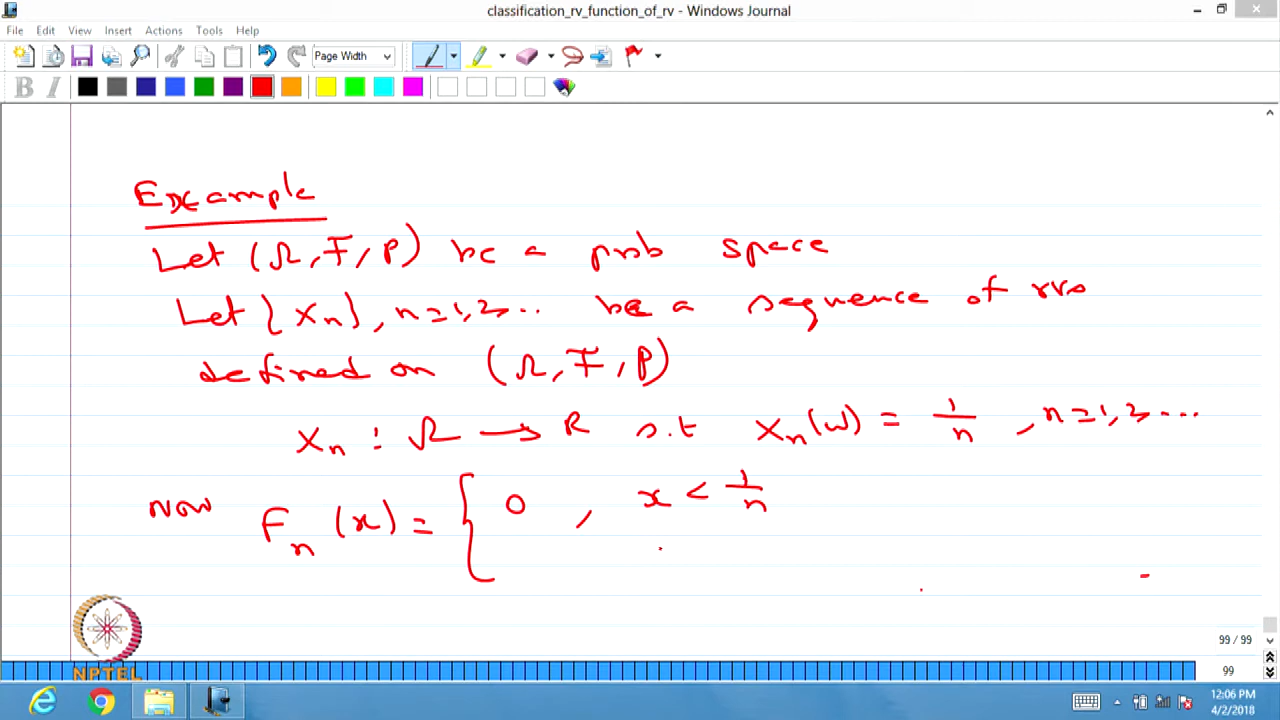 classification_rv_function_of_rv - Windows Journal
File Edit View Insert Actions Tools Help
Page Width
B I
Example
Let (Ω, F, P) be a prob space
Let {Xn}, n=1,2,... be a sequence of rvs
defined on (Ω, F, P)
Xn : Ω → R s.t Xn(ω) = 1/n , n=1,2,...
Now Fn(x) = { 0 , x < 1/n
99 / 99
NPTEL
99
12:06 PM
4/2/2018